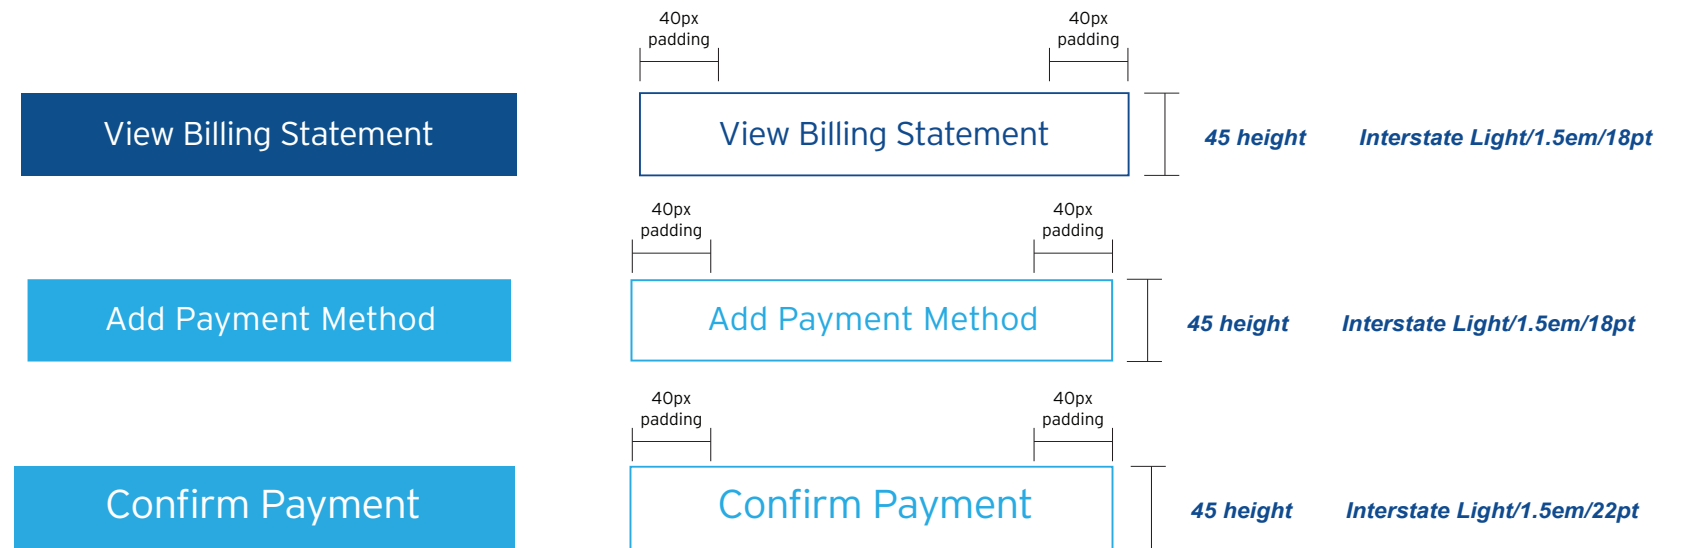 40px
padding
40px
padding
View Billing Statement
View Billing Statement
45 height
Interstate Light/1.5em/18pt
40px
padding
40px
padding
Add Payment Method
Add Payment Method
45 height
Interstate Light/1.5em/18pt
40px
padding
40px
padding
Confirm Payment
Confirm Payment
45 height
Interstate Light/1.5em/22pt